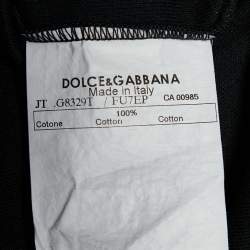 DOLCE&GABBANA
Made in Italy
JT .G8329T / FU7EP CA 00985
100%
Cotone Cotton Cotton